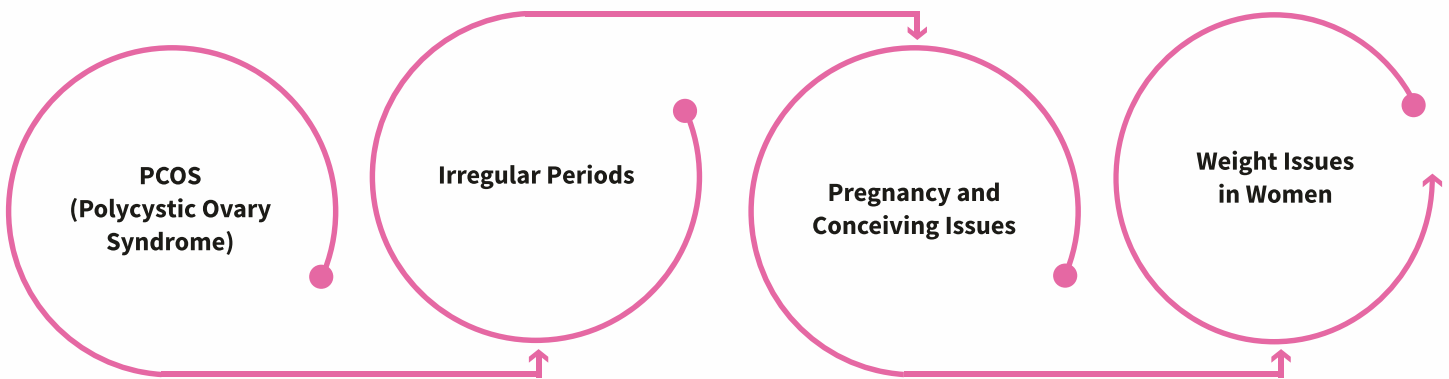 PCOS
(Polycystic Ovary
Syndrome)
Irregular Periods
Pregnancy and
Conceiving Issues
Weight Issues
in Women